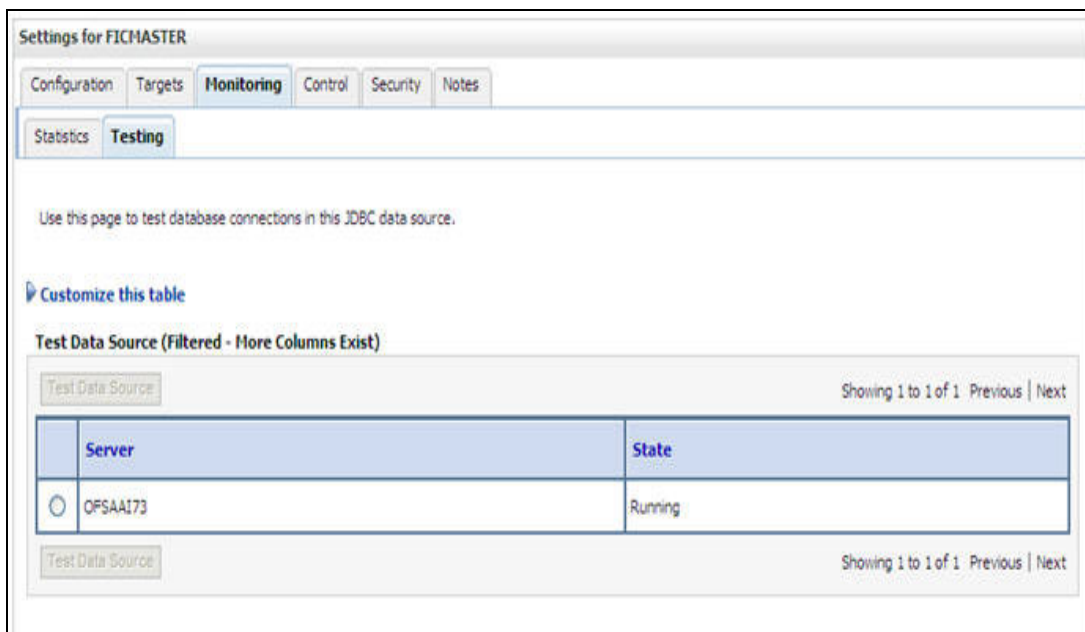 Settings for FICMASTER
Configuration Targets Monitoring Control Security Notes
Statistics Testing
Use this page to test database connections in this JDBC data source.
Customize this table
Test Data Source (Filtered - More Columns Exist)
Test Data Source Showing 1 to 1 of 1 Previous | Next
Server State
OFSAAI73 Running
Test Data Source Showing 1 to 1 of 1 Previous | Next